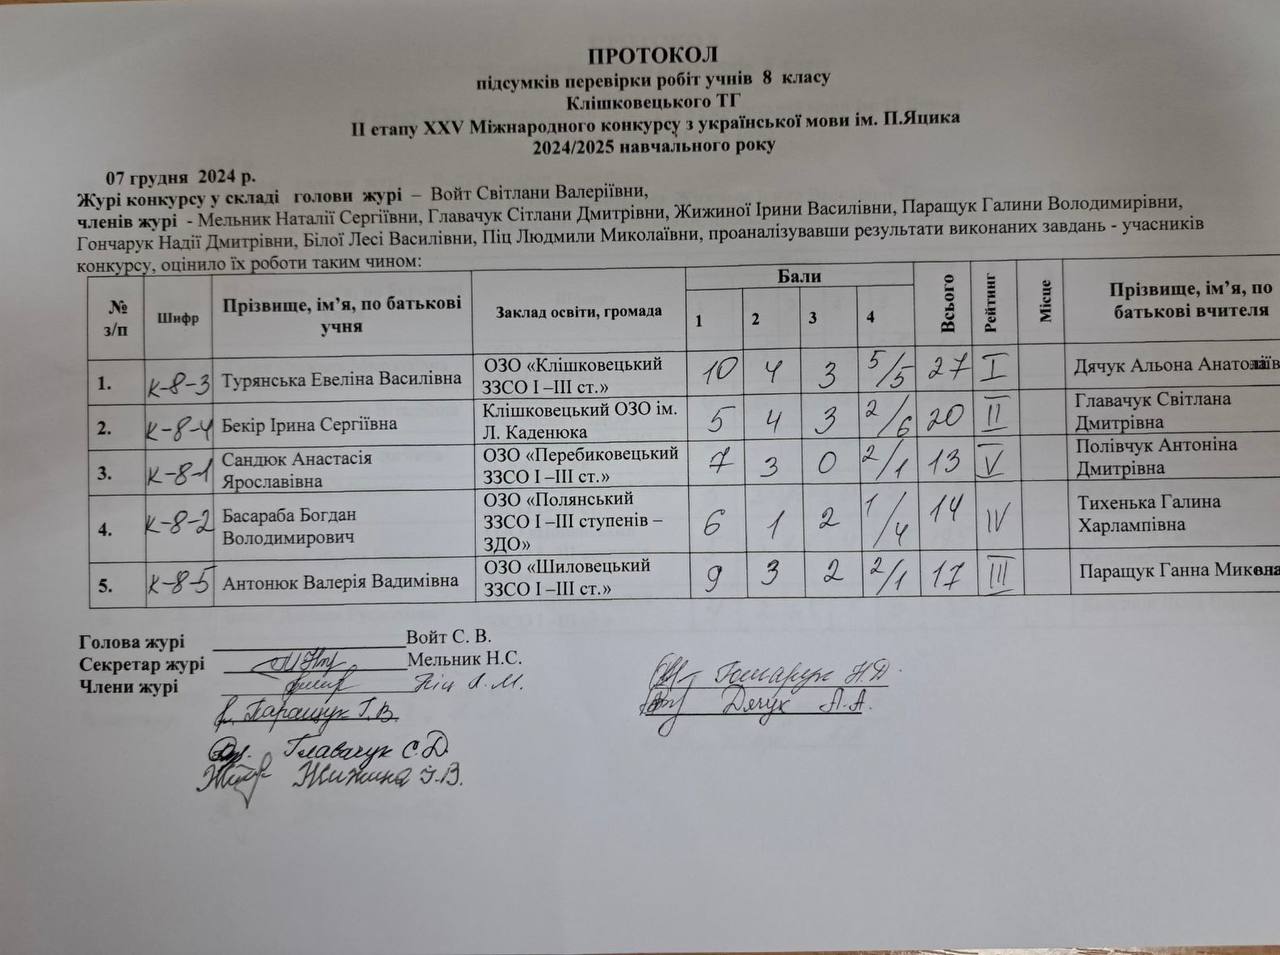 ПРОТОКОЛ
підсумків перевірки робіт учнів 8 класу
Клішковецького ТГ
ІІ етапу ХХV Міжнародного конкурсу з української мови ім. П.Яцика
2024/2025 навчального року
07 грудня 2024 р.
Журі конкурсу у складі голови журі – Войт Світлани Валеріївни,
членів журі - Мельник Наталії Сергіївни, Главачук Сітлани Дмитрівни, Жижиної Ірини Василівни, Паращук Галини Володимирівни,
Гончарук Надії Дмитрівни, Білої Лесі Василівни, Піц Людмили Миколаївни, проаналізувавши результати виконаних завдань - учасників
конкурсу, оцінило їх роботи таким чином:
№ з/п Шифр Прізвище, ім’я, по батькові учня Заклад освіти, громада Бали 1 2 3 4 Всього Рейтинг Місце Прізвище, ім’я, по батькові вчителя
1. К-8-3 Турянська Евеліна Василівна ОЗО «Клішковецький ЗЗСО І –ІІІ ст.» 10 4 3 5/5 27 І Дячук Альона
2. К-8-4 Бекір Ірина Сергіївна Клішковецький ОЗО ім. Л. Каденюка 5 4 3 2/6 20 ІІ Главачук Світлана Дмитрівна
3. К-8-1 Сандюк Анастасія Ярославівна ОЗО «Перебиковецький ЗЗСО І –ІІІ ст.» 7 3 0 2/1 13 V Полівчук Антоніна Дмитрівна
4. К-8-2 Басараба Богдан Володимирович ОЗО «Полянський ЗЗСО І –ІІІ ступенів – ЗДО» 6 1 2 1/4 14 ІV Тихенька Галина Харлампівна
5. К-8-5 Антонюк Валерія Вадимівна ОЗО «Шиловецький ЗЗСО І –ІІІ ст.» 9 3 2 2/1 17 ІІІ Паращук Ганна
Голова журі Войт С. В.
Секретар журі Мельник Н.С.
Члени журі Піц Л.М.
Гончарук Н.Д.
Паращук Г.В.
Дячук А.А.
Главачук С.Д.
Жижина І.В.